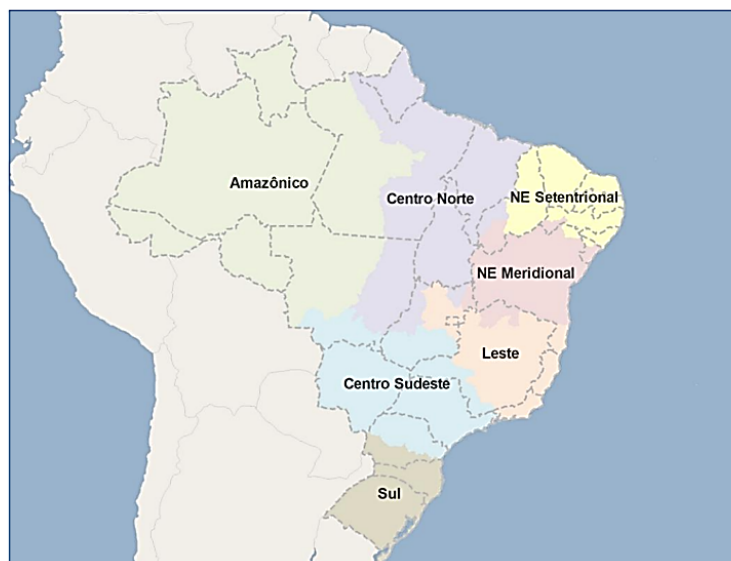 Amazônico
Centro Norte
NE Setentrional
NE Meridional
Leste
Centro Sudeste
Sul